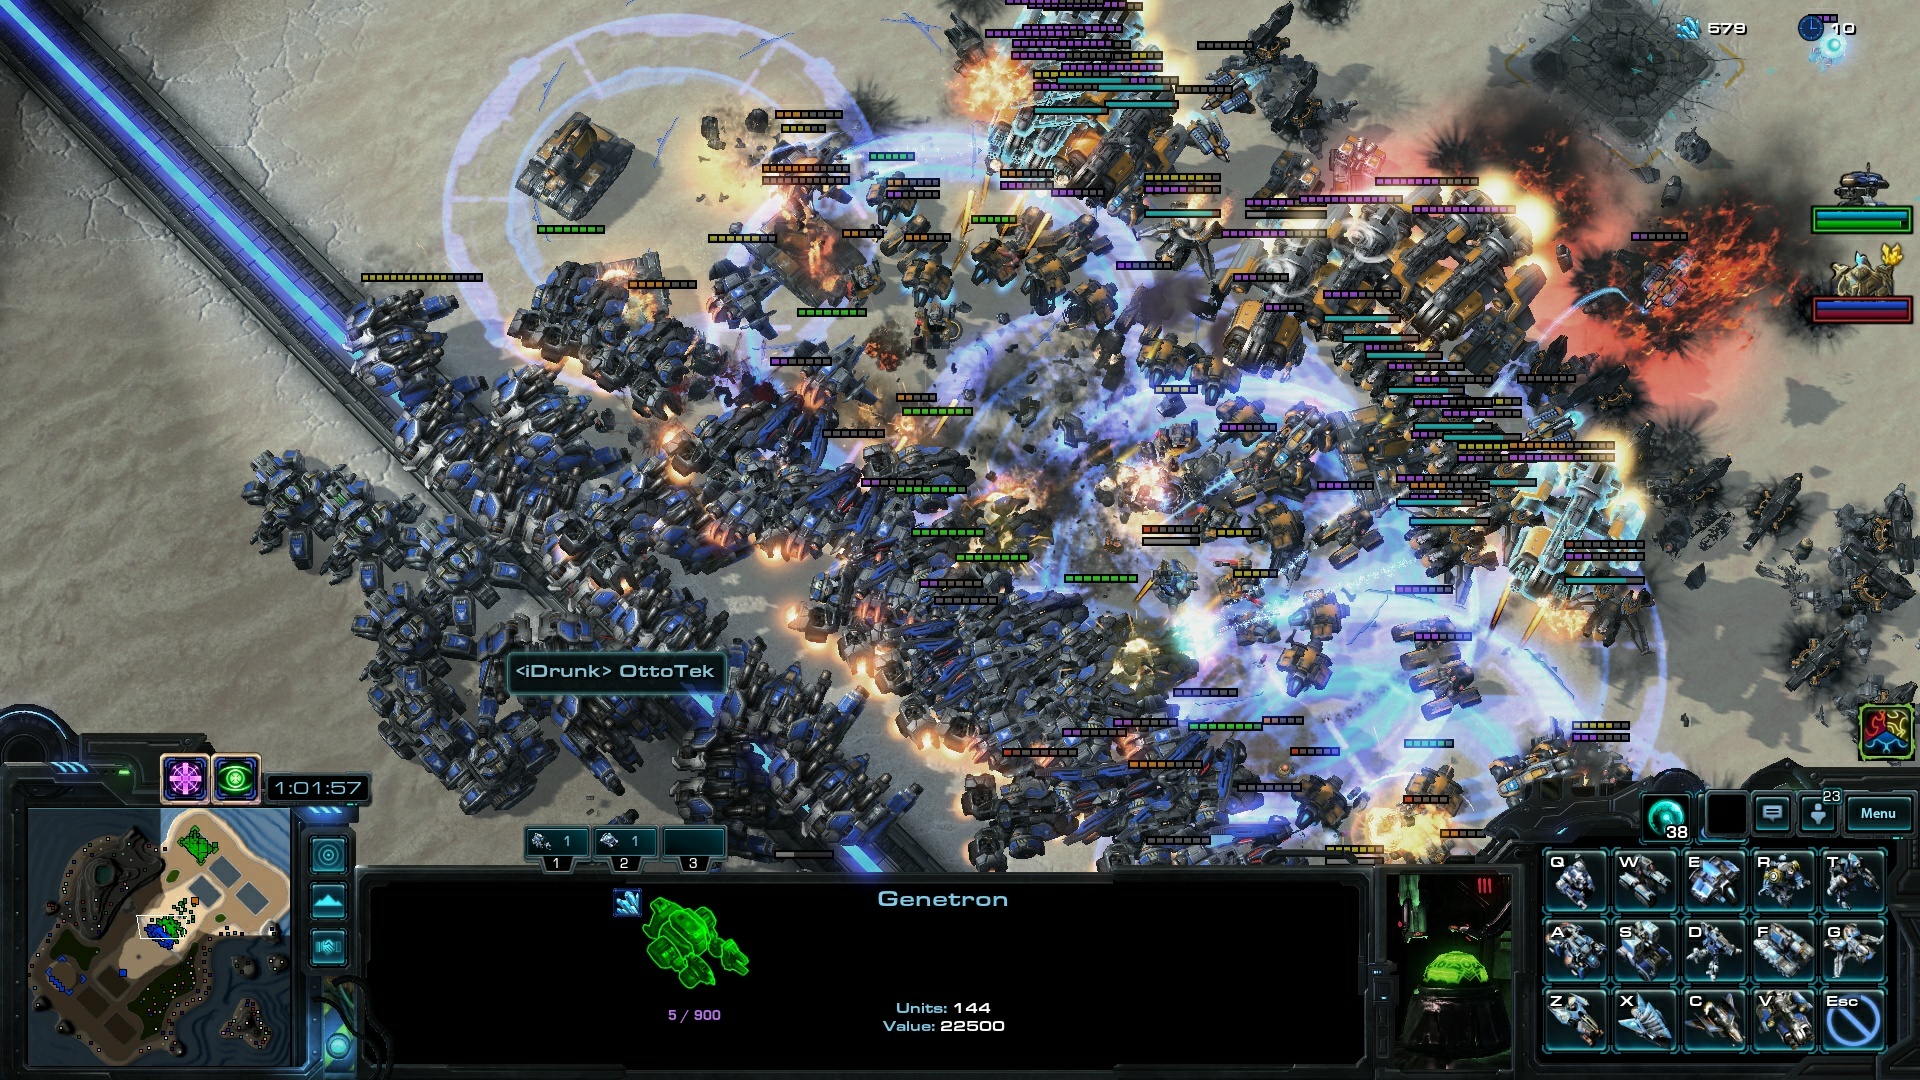 579
10
<iDrunk> OttoTek
1:01:57
1
1
1
2
3
Genetron
5 / 900
Units: 144
Value: 22500
38
23
Menu
Q W E R T
A S D F G
Z X C V Esc